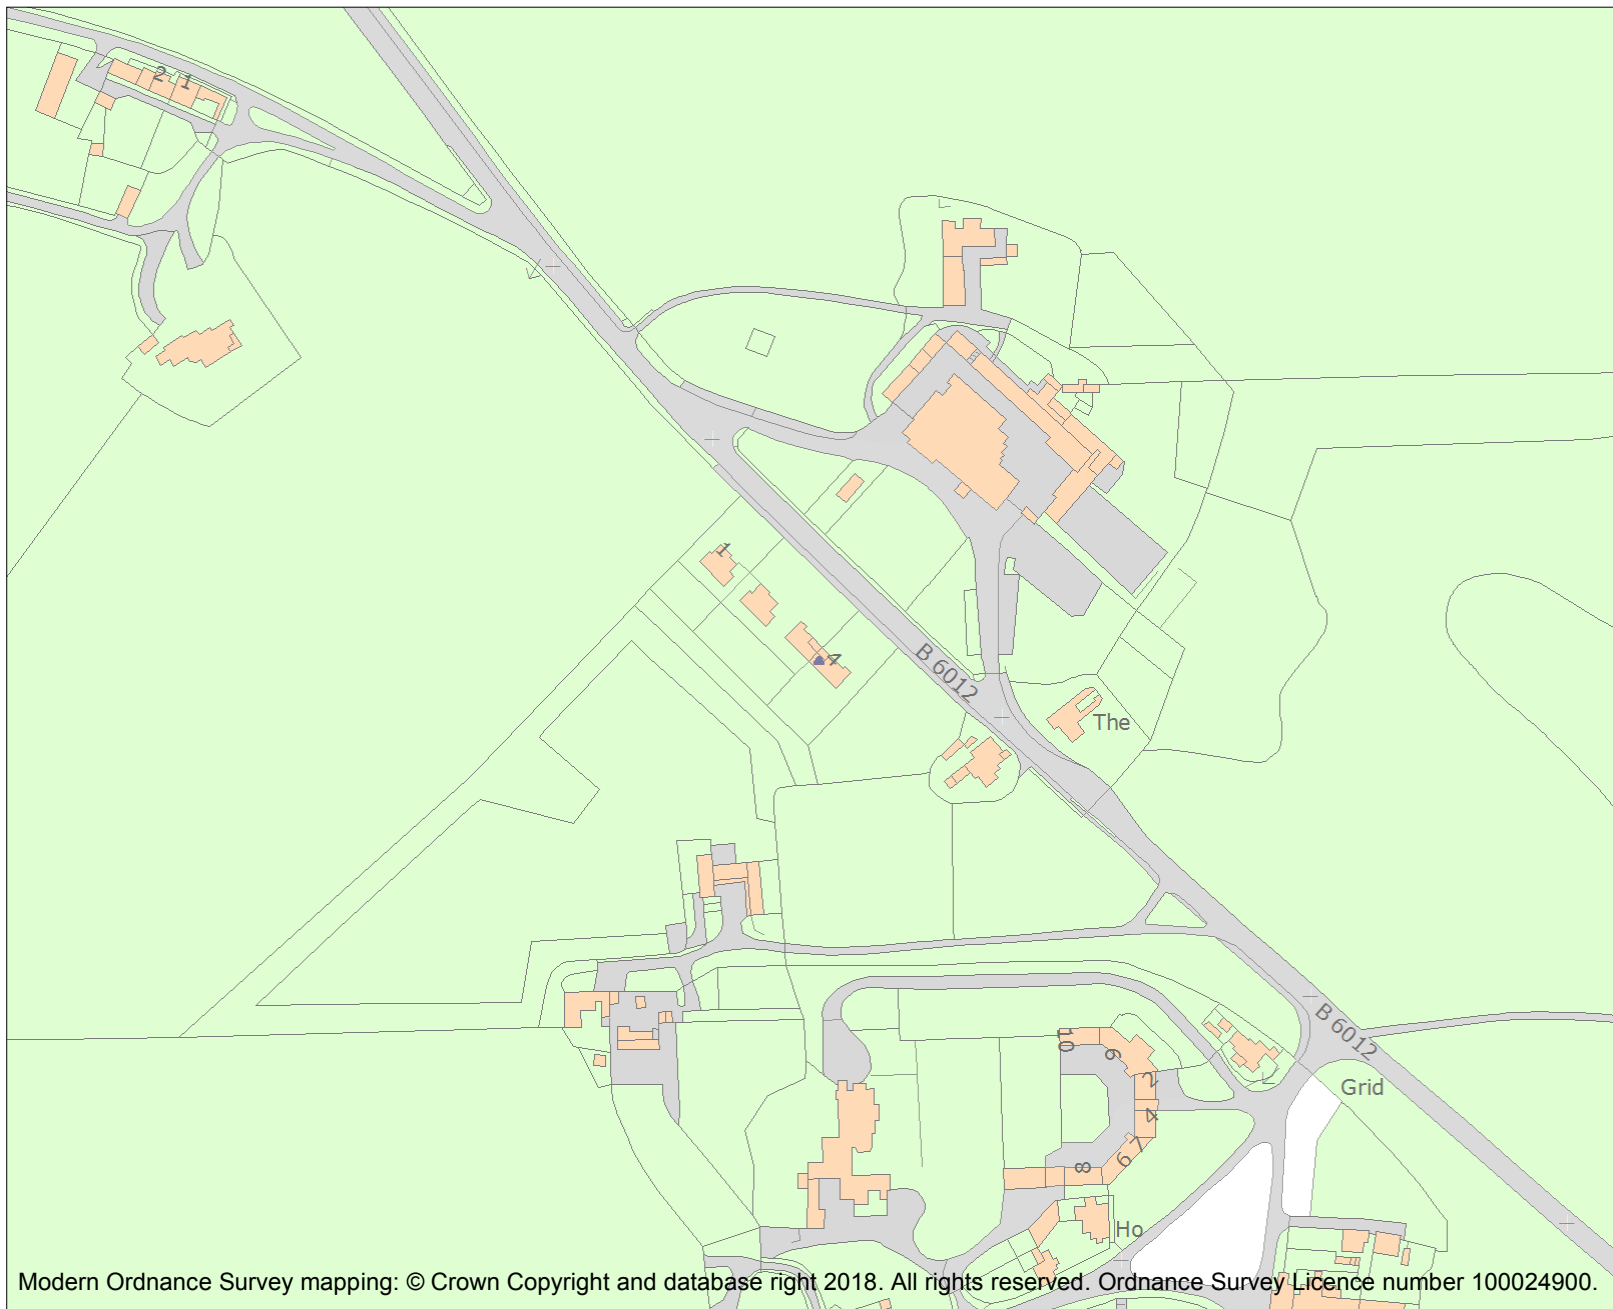 2 1
1
4
B 6012
The
B 6012
10
9
2
Grid
4
7
6
8
Ho
Modern Ordnance Survey mapping: © Crown Copyright and database right 2018. All rights reserved. Ordnance Survey Licence number 100024900.